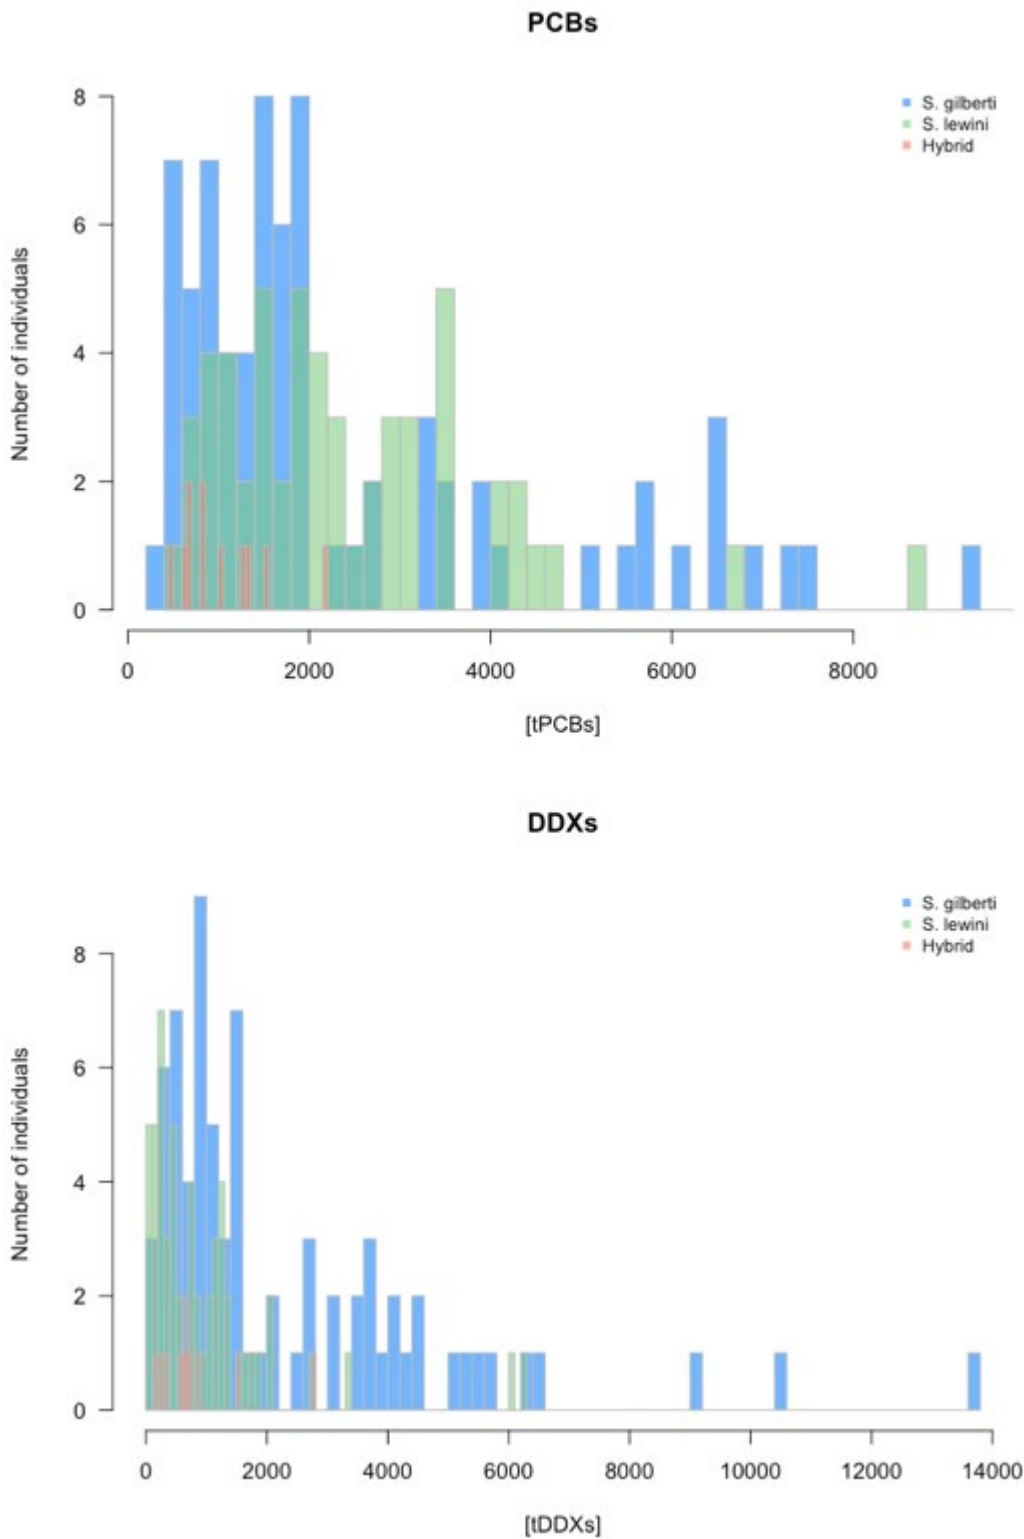 PCBs
S. gilberti
S. lewini
Hybrid
8
6
4
2
0
Number of individuals
0 2000 4000 6000 8000
[tPCBs]
DDXs
S. gilberti
S. lewini
Hybrid
8
6
4
2
0
Number of individuals
0 2000 4000 6000 8000 10000 12000 14000
[tDDXs]